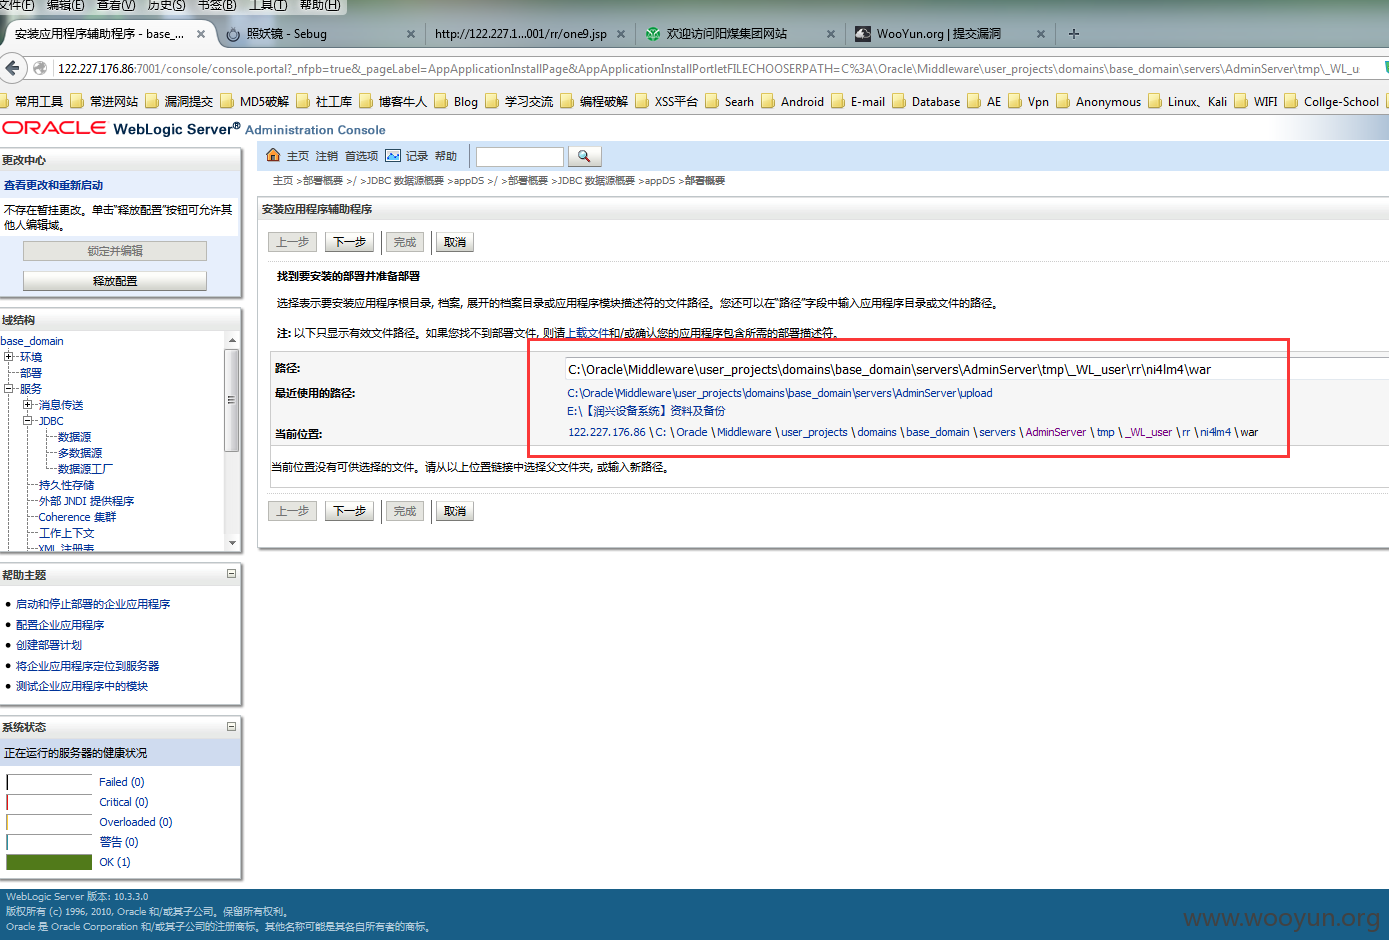 文件(F) 编辑(E) 查看(V) 历史(S) 书签(B) 工具(T) 帮助(H)
安装应用程序辅助程序 - base_... × 照妖镜 - Sebug × http://122.227.1...001/rr/one9.jsp × 欢迎访问阳煤集团网站 × WooYun.org | 提交漏洞 × +
122.227.176.86:7001/console/console.portal?_nfpb=true&_pageLabel=AppApplicationInstallPage&AppApplicationInstallPortletFILECHOOSERPATH=C%3A\Oracle\Middleware\user_projects\domains\base_domain\servers\AdminServer\tmp\_WL_u
常用工具 常进网站 漏洞提交 MD5破解 社工库 博客牛人 Blog 学习交流 编程破解 XSS平台 Searh Android E-mail Database AE Vpn Anonymous Linux、Kali WIFI Collge-School
ORACLE WebLogic Server® Administration Console
更改中心
查看更改和重新启动
不存在暂挂更改。单击“释放配置”按钮可允许其
他人编辑域。
锁定并编辑
释放配置
域结构
base_domain
环境
部署
服务
消息传送
JDBC
数据源
多数据源
数据源工厂
持久性存储
外部 JNDI 提供程序
Coherence 集群
工作上下文
XML 注册表
帮助主题
启动和停止部署的企业应用程序
配置企业应用程序
创建部署计划
将企业应用程序定位到服务器
测试企业应用程序中的模块
系统状态
正在运行的服务器的健康状况
Failed (0)
Critical (0)
Overloaded (0)
警告 (0)
OK (1)
主页 注销 首选项 记录 帮助
主页 >部署概要 >/ >JDBC 数据源概要 >appDS >/ >部署概要 >JDBC 数据源概要 >appDS >部署概要
安装应用程序辅助程序
上一步 下一步 完成 取消
找到要安装的部署并准备部署
选择表示要安装应用程序根目录, 档案, 展开的档案目录或应用程序模块描述符的文件路径。您还可以在“路径”字段中输入应用程序目录或文件的路径。
注: 以下只显示有效文件路径。如果您找不到部署文件, 则请上载文件和/或确认您的应用程序包含所需的部署描述符。
路径: C:\Oracle\Middleware\user_projects\domains\base_domain\servers\AdminServer\tmp\_WL_user\rr\ni4lm4\war
最近使用的路径: C:\Oracle\Middleware\user_projects\domains\base_domain\servers\AdminServer\upload
E:\【润兴设备系统】资料及备份
当前位置: 122.227.176.86 \ C: \ Oracle \ Middleware \ user_projects \ domains \ base_domain \ servers \ AdminServer \ tmp \ _WL_user \ rr \ ni4lm4 \ war
当前位置没有可供选择的文件。请从以上位置链接中选择父文件夹, 或输入新路径。
上一步 下一步 完成 取消
WebLogic Server 版本: 10.3.3.0
版权所有 (c) 1996, 2010, Oracle 和/或其子公司。保留所有权利。
Oracle 是 Oracle Corporation 和/或其子公司的注册商标。其他名称可能是其各自所有者的商标。
www.wooyun.org